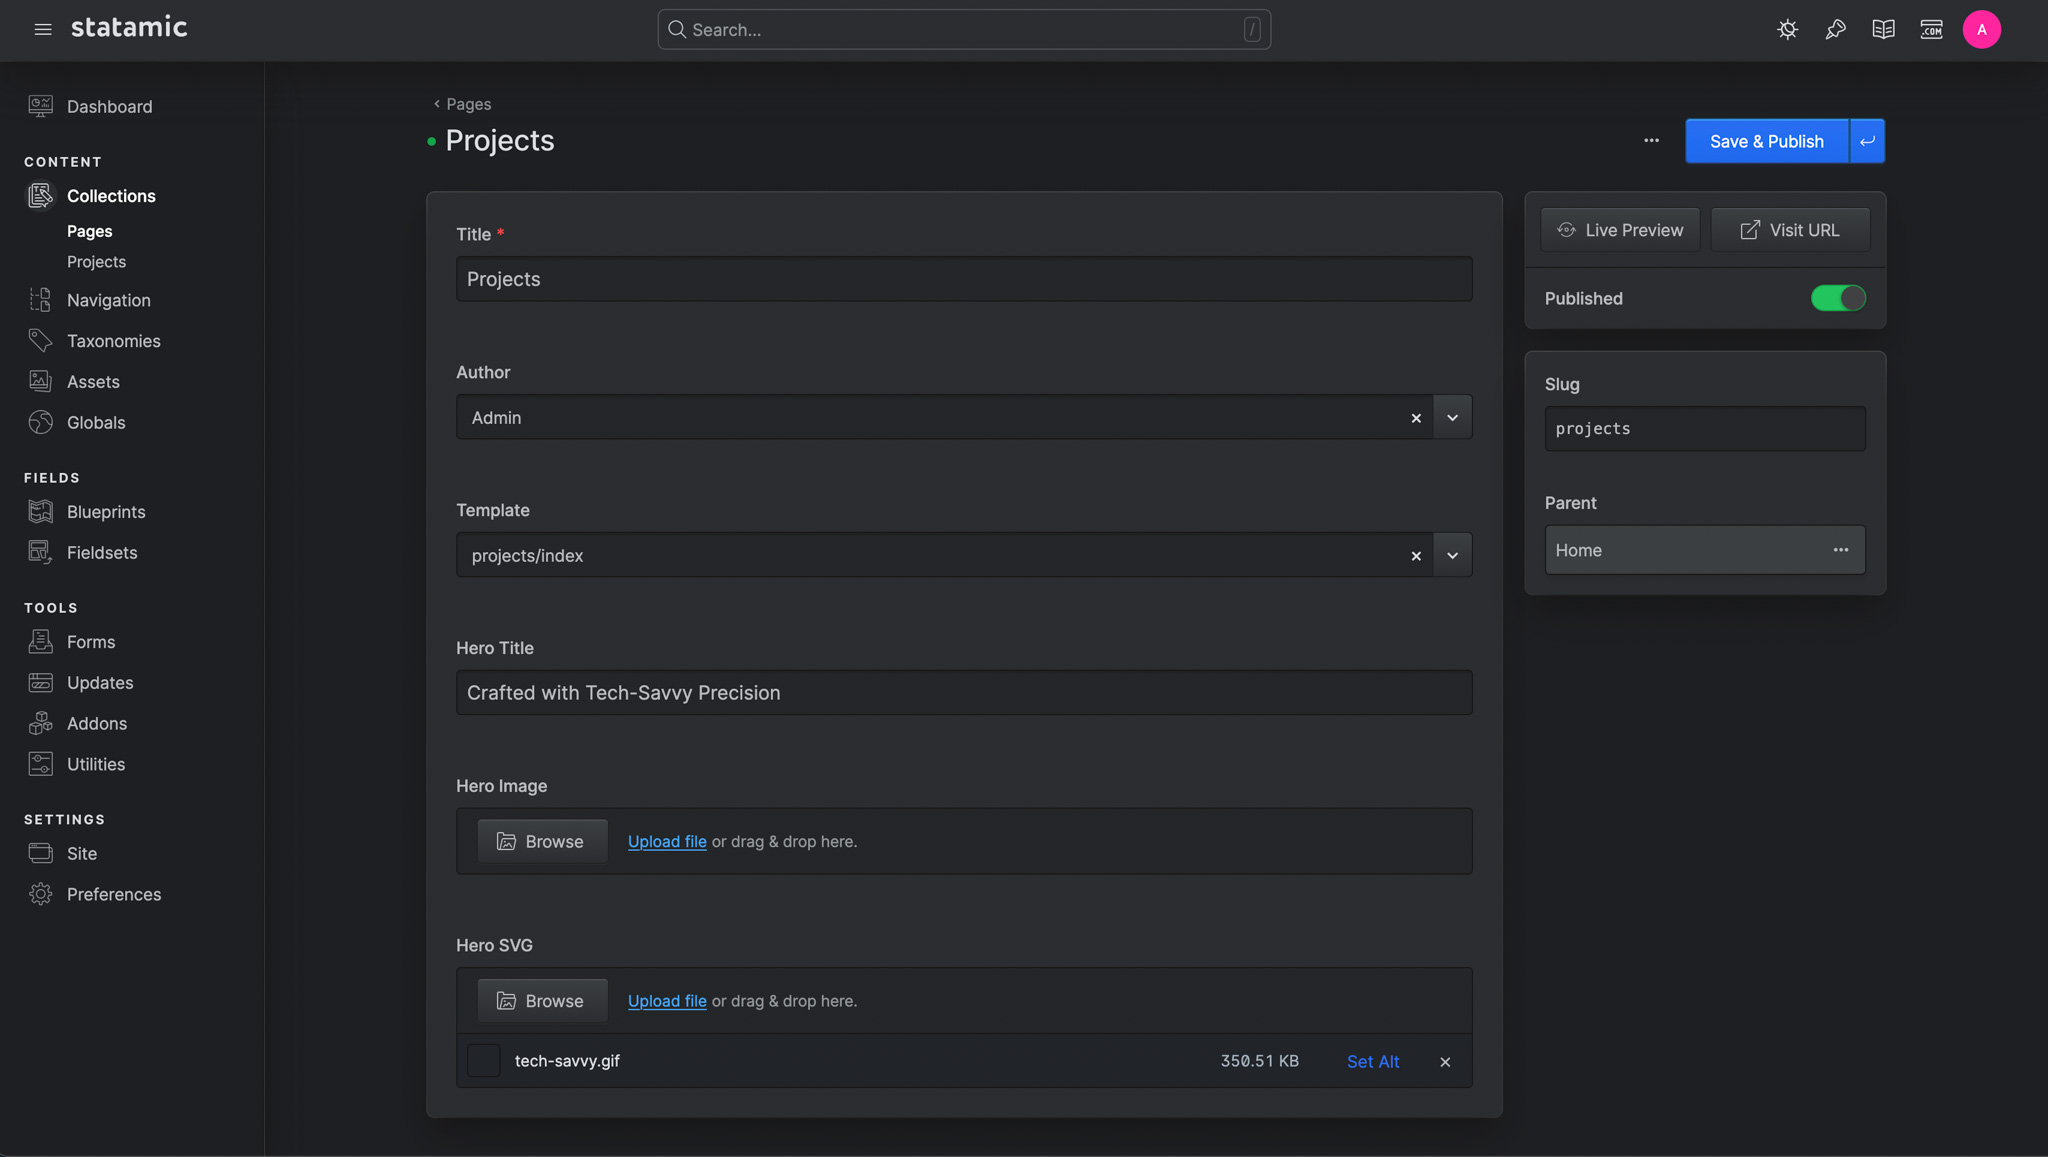 statamic
Search...
/
.COM
A
Dashboard
CONTENT
Collections
Pages
Projects
Navigation
Taxonomies
Assets
Globals
FIELDS
Blueprints
Fieldsets
TOOLS
Forms
Updates
Addons
Utilities
SETTINGS
Site
Preferences
Pages
Projects
Save & Publish
Title *
Projects
Author
Admin
Template
projects/index
Hero Title
Crafted with Tech-Savvy Precision
Hero Image
Browse Upload file or drag & drop here.
Hero SVG
Browse Upload file or drag & drop here.
tech-savvy.gif 350.51 KB Set Alt
Live Preview Visit URL
Published
Slug
projects
Parent
Home